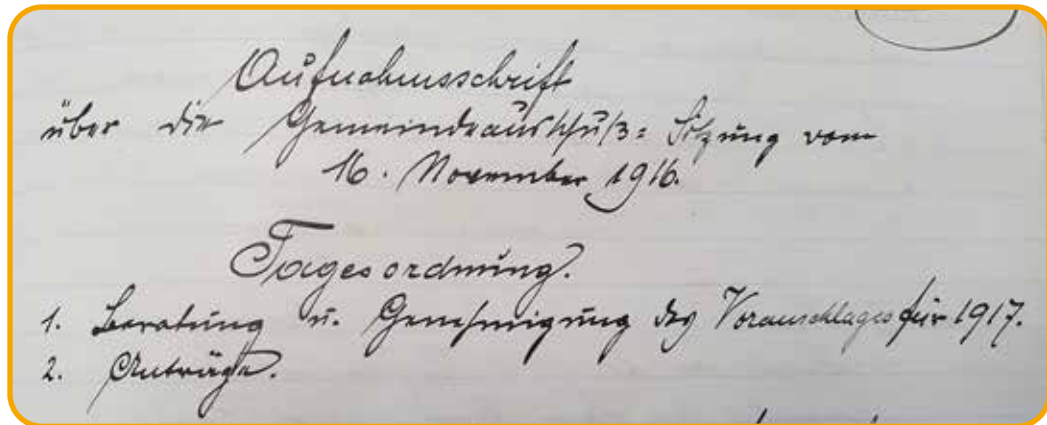 Aufnahmsschrift
über die Gemeindeausschuß= Sitzung vom
16. November 1916.
Tagesordnung.
1. Beratung u. Genehmigung des Voranschlages für 1917.
2. Anträge.